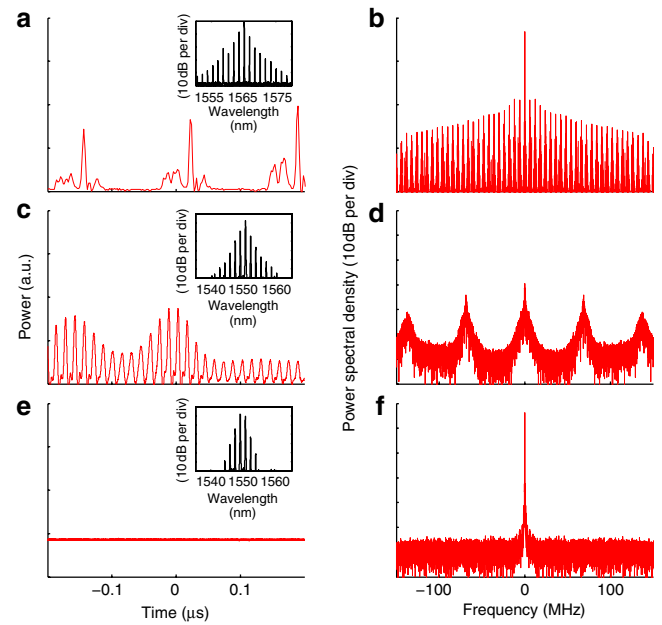 a
(10 dB per div)
1555 1565 1575
Wavelength
(nm)
b
c
(10 dB per div)
1540 1550 1560
Wavelength
(nm)
d
e
(10 dB per div)
1540 1550 1560
Wavelength
(nm)
f
Power (a.u.)
Power spectral density (10 dB per div)
−0.1 0 0.1
Time (μs)
−100 0 100
Frequency (MHz)